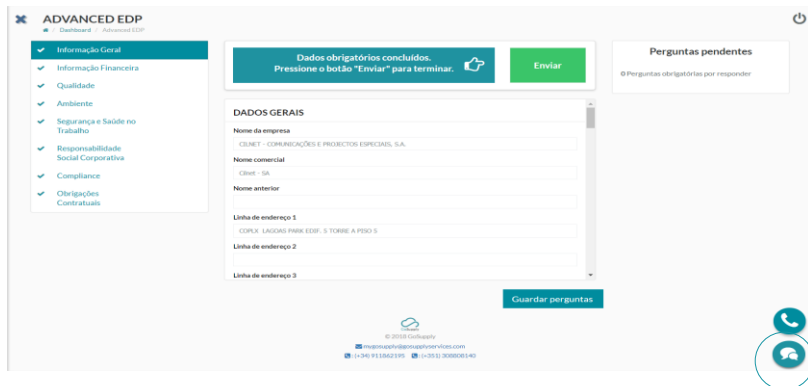 ADVANCED EDP
/ Dashboard / Advanced EDP
Informação Geral
Informação Financeira
Qualidade
Ambiente
Segurança e Saúde no
Trabalho
Responsabilidade
Social Corporativa
Compliance
Obrigações
Contratuais
Dados obrigatórios concluídos.
Pressione o botão "Enviar" para terminar.
Enviar
DADOS GERAIS
Nome da empresa
CILNET - COMUNICAÇÕES E PROJECTOS ESPECIAIS, S.A.
Nome comercial
Cilnet - SA
Nome anterior
Linha de endereço 1
COPLX LAGOAS PARK EDIF. 5 TORRE A PISO 5
Linha de endereço 2
Linha de endereço 3
Guardar perguntas
Perguntas pendentes
0 Perguntas obrigatórias por responder
© 2018 GoSupply
(+34) 911862195 (+351) 308808140